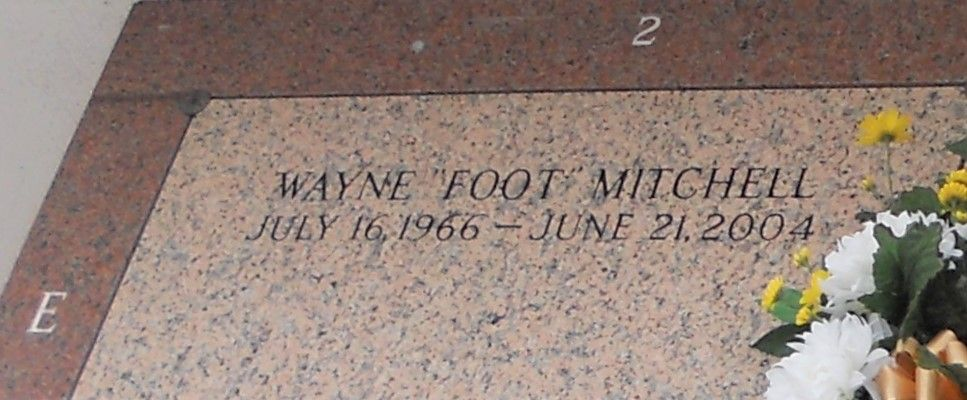 2
WAYNE "FOOT" MITCHELL
JULY 16, 1966 – JUNE 21, 2004
E